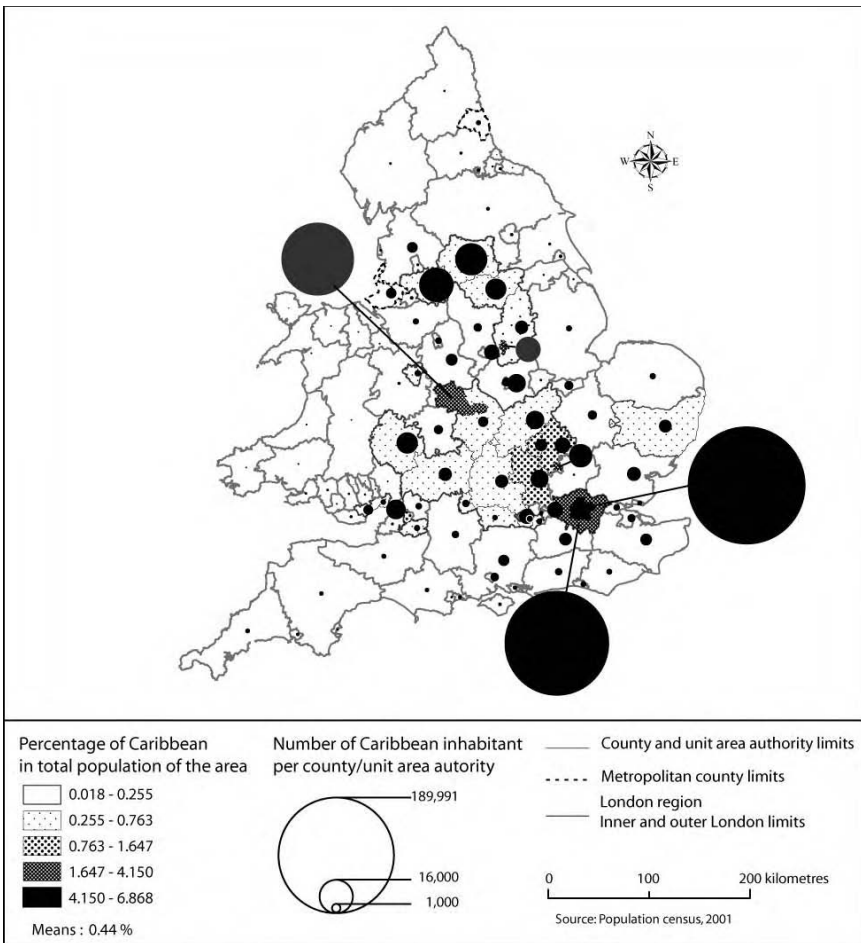 N
W E
S
Percentage of Caribbean
in total population of the area
0.018 - 0.255
0.255 - 0.763
0.763 - 1.647
1.647 - 4.150
4.150 - 6.868
Means : 0.44 %
Number of Caribbean inhabitant
per county/unit area autority
189,991
16,000
1,000
County and unit area authority limits
Metropolitan county limits
London region
Inner and outer London limits
0 100 200 kilometres
Source: Population census, 2001